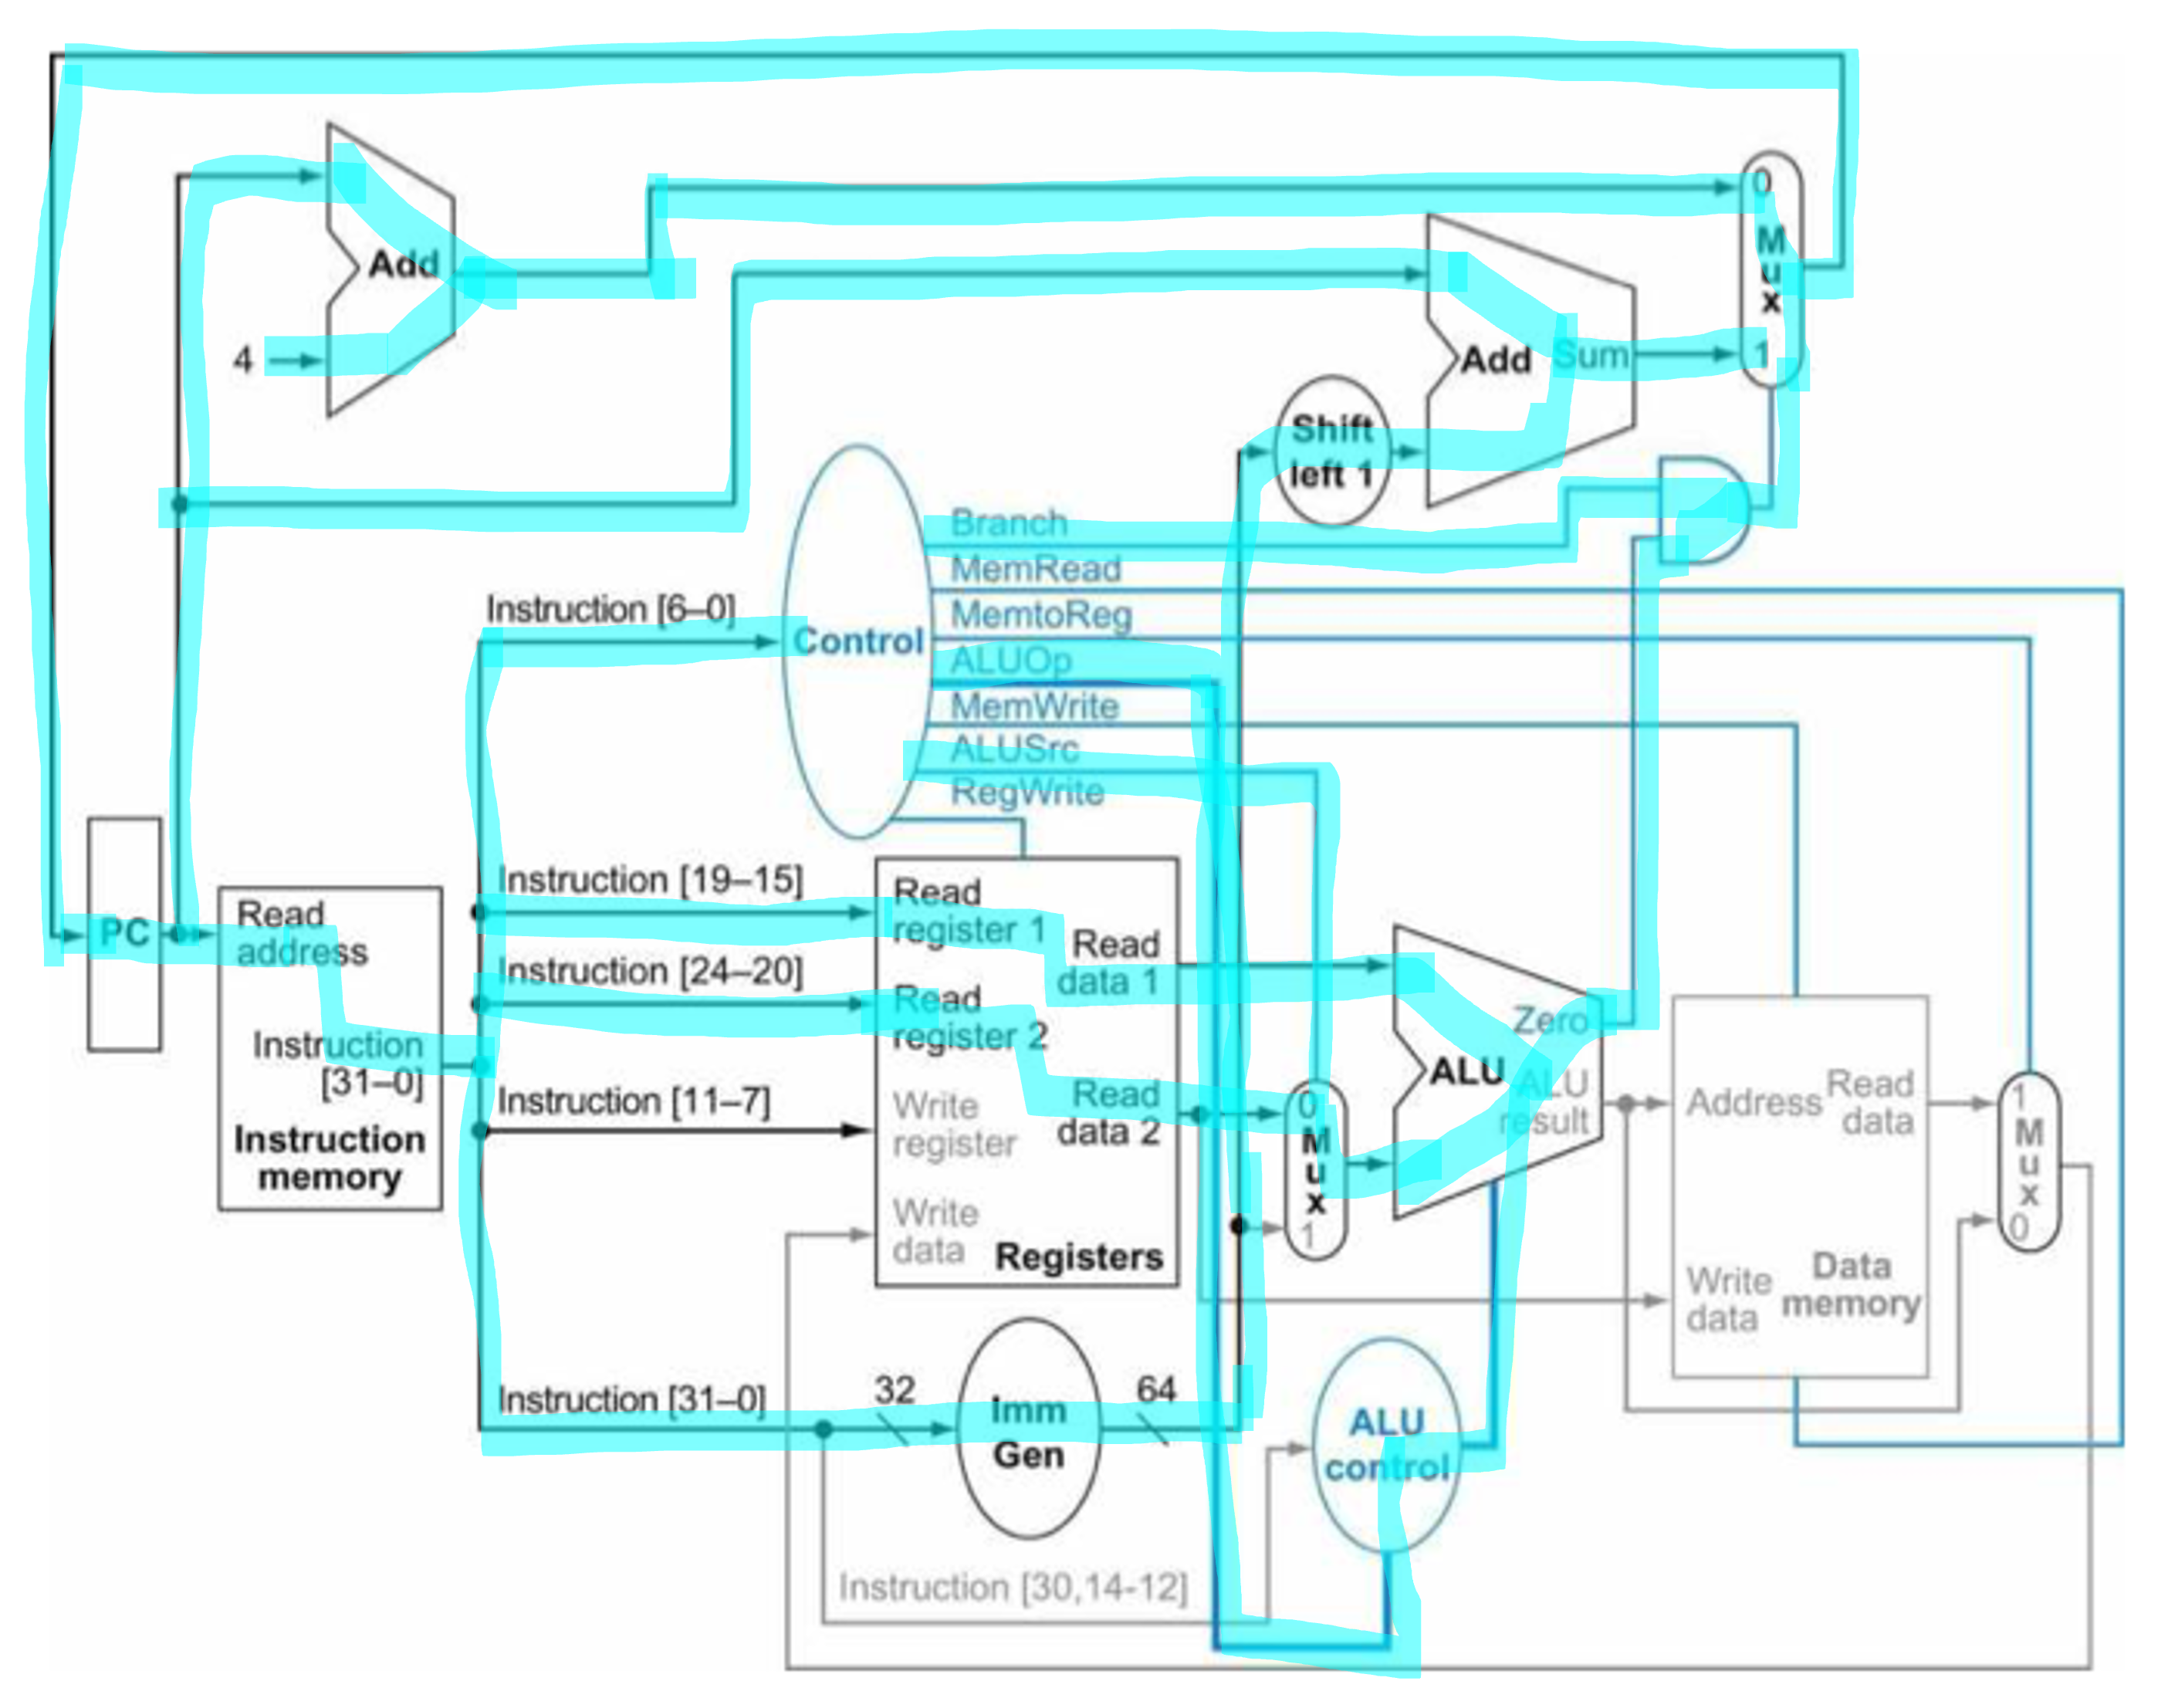 0
M
u
x
1
Add
4
Add
Sum
Shift
left 1
Branch
MemRead
MemtoReg
ALUOp
MemWrite
ALUSrc
RegWrite
Control
Instruction [6–0]
Instruction [19–15]
Instruction [24–20]
Instruction [11–7]
Instruction [31–0]
PC
Read
address
Instruction
[31–0]
Instruction
memory
Read
register 1
Read
register 2
Write
register
Write
data
Read
data 1
Read
data 2
Registers
0
M
u
x
1
ALU
Zero
ALU
result
Address
Read
data
Write
data
Data
memory
1
M
u
x
0
32
Imm
Gen
64
ALU
control
Instruction [30,14-12]